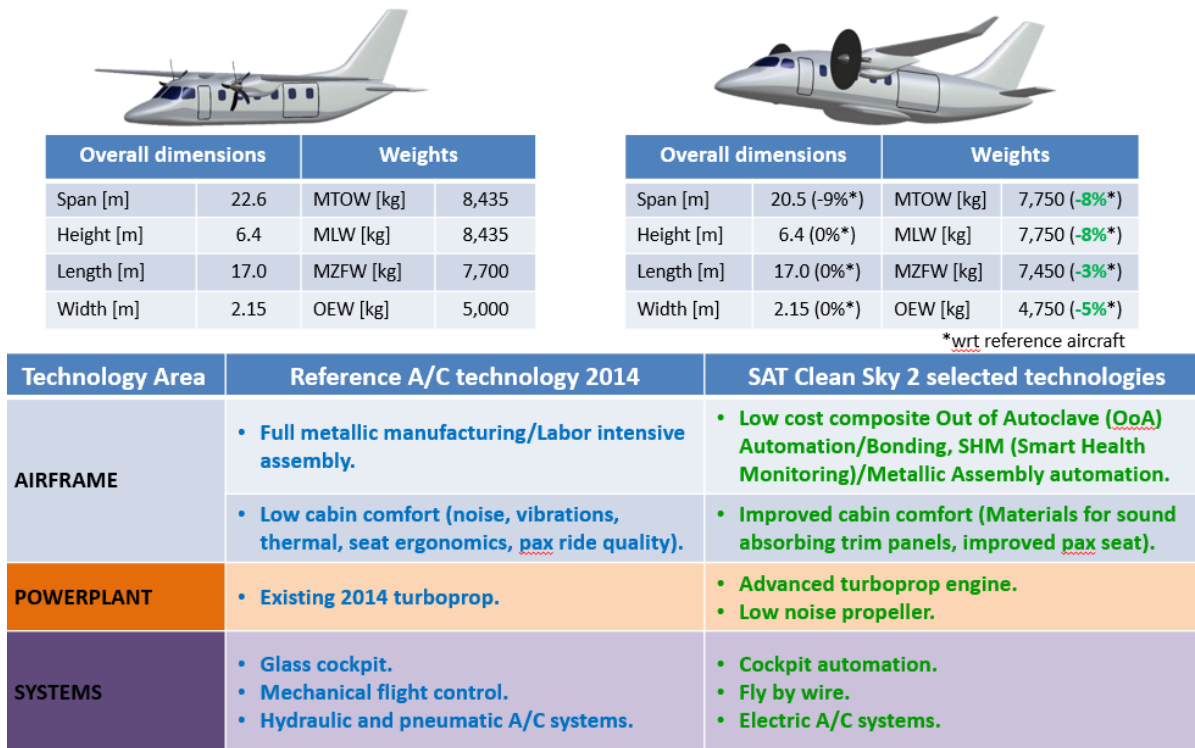 Overall dimensions Weights
Span [m] 22.6 MTOW [kg] 8,435
Height [m] 6.4 MLW [kg] 8,435
Length [m] 17.0 MZFW [kg] 7,700
Width [m] 2.15 OEW [kg] 5,000
Overall dimensions Weights
Span [m] 20.5 (-9%*) MTOW [kg] 7,750 (-8%*)
Height [m] 6.4 (0%*) MLW [kg] 7,750 (-8%*)
Length [m] 17.0 (0%*) MZFW [kg] 7,450 (-3%*)
Width [m] 2.15 (0%*) OEW [kg] 4,750 (-5%*)
*wrt reference aircraft
Technology Area Reference A/C technology 2014 SAT Clean Sky 2 selected technologies
AIRFRAME
• Full metallic manufacturing/Labor intensive
assembly.
• Low cost composite Out of Autoclave (OoA)
Automation/Bonding, SHM (Smart Health
Monitoring)/Metallic Assembly automation.
• Low cabin comfort (noise, vibrations,
thermal, seat ergonomics, pax ride quality).
• Improved cabin comfort (Materials for sound
absorbing trim panels, improved pax seat).
POWERPLANT
• Existing 2014 turboprop.
• Advanced turboprop engine.
• Low noise propeller.
SYSTEMS
• Glass cockpit.
• Mechanical flight control.
• Hydraulic and pneumatic A/C systems.
• Cockpit automation.
• Fly by wire.
• Electric A/C systems.